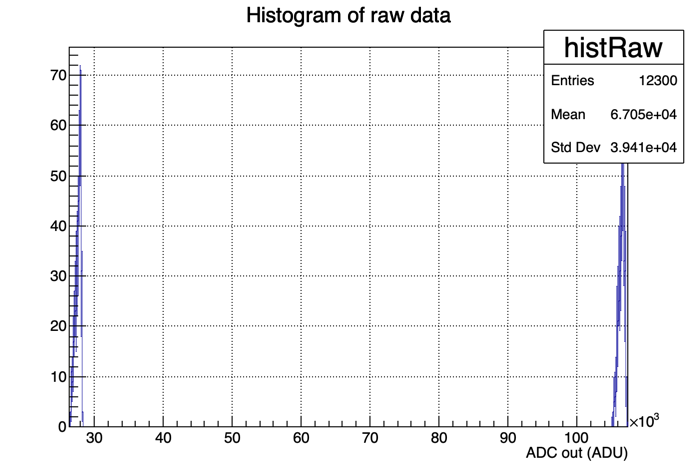 Histogram of raw data
histRaw
Entries 12300
Mean 6.705e+04
Std Dev 3.941e+04
70
60
50
40
30
20
10
0
30 40 50 60 70 80 90 100
×10³
ADC out (ADU)